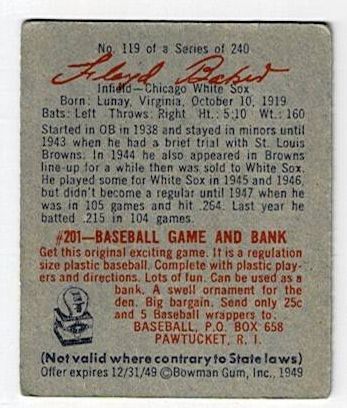 No. 119 of a Series of 240
Floyd Baker
Infield—Chicago White Sox
Born: Lunay, Virginia, October 10, 1919
Bats: Left Throws: Right Ht.: 5:10 Wt.: 160
Started in OB in 1938 and stayed in minors until
1943 when he had a brief trial with St. Louis
Browns. In 1944 he also appeared in Browns
line-up for a while then was sold to White Sox.
He played some for White Sox in 1945 and 1946,
but didn't become a regular until 1947 when he
was in 105 games and hit .264. Last year he
batted .215 in 104 games.
#201—BASEBALL GAME AND BANK
Get this original exciting game. It is a regulation
size plastic baseball. Complete with plastic play-
ers and directions. Lots of fun. Can be used as a
bank. A swell ornament for the
den. Big bargain. Send only 25c
and 5 Baseball wrappers to:
BASEBALL, P.O. BOX 658
PAWTUCKET, R. I.
(Not valid where contrary to State laws)
Offer expires 12/31/49 ©Bowman Gum, Inc., 1949